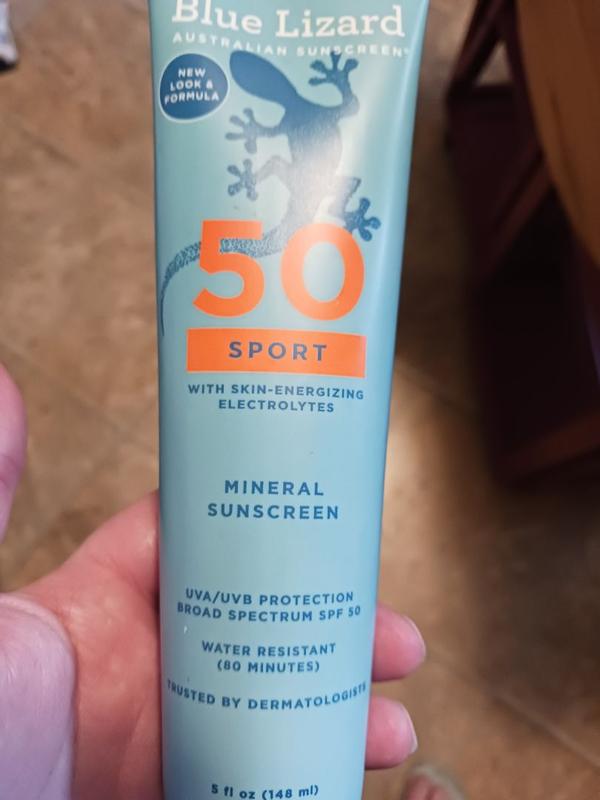 Blue Lizard
AUSTRALIAN SUNSCREEN®
NEW
LOOK &
FORMULA
50
SPORT
WITH SKIN-ENERGIZING
ELECTROLYTES
MINERAL
SUNSCREEN
UVA/UVB PROTECTION
BROAD SPECTRUM SPF 50
WATER RESISTANT
(80 MINUTES)
TRUSTED BY DERMATOLOGISTS
5 fl oz (148 ml)